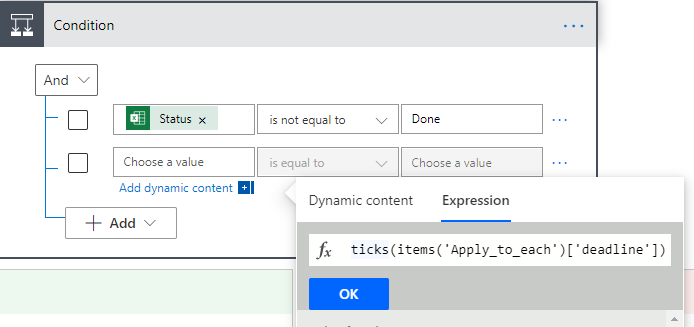 Condition
And
Status x is not equal to Done
Choose a value is equal to Choose a value
Add dynamic content
Add
Dynamic content Expression
fx ticks(items('Apply_to_each')['deadline'])
OK